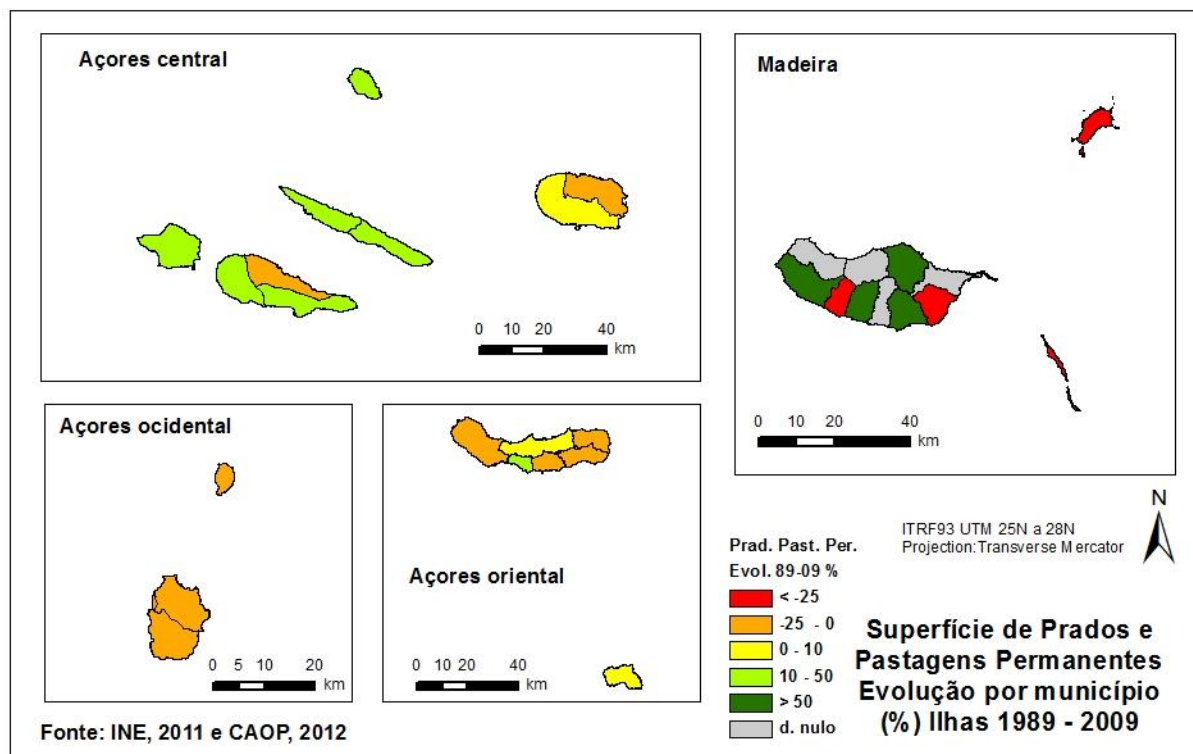 Açores central
0 10 20 40
km
Madeira
0 10 20 40
km
Açores ocidental
0 5 10 20
km
Açores oriental
0 10 20 40
km
N
ITRF93 UTM 25N a 28N
Projection:Transverse Mercator
Prad. Past. Per.
Evol. 89-09 %
< -25
-25 - 0
0 - 10
10 - 50
> 50
d. nulo
Superfície de Prados e
Pastagens Permanentes
Evolução por município
(%) Ilhas 1989 - 2009
Fonte: INE, 2011 e CAOP, 2012